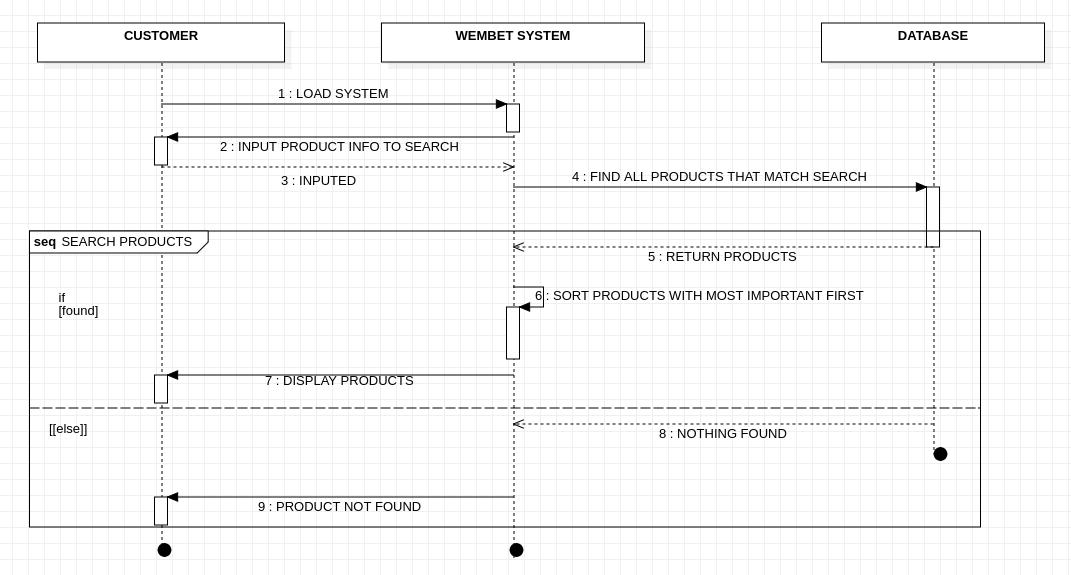 CUSTOMER
WEMBET SYSTEM
DATABASE
1 : LOAD SYSTEM
2 : INPUT PRODUCT INFO TO SEARCH
3 : INPUTED
4 : FIND ALL PRODUCTS THAT MATCH SEARCH
seq SEARCH PRODUCTS
5 : RETURN PRODUCTS
if
[found]
6 : SORT PRODUCTS WITH MOST IMPORTANT FIRST
7 : DISPLAY PRODUCTS
[[else]]
8 : NOTHING FOUND
9 : PRODUCT NOT FOUND